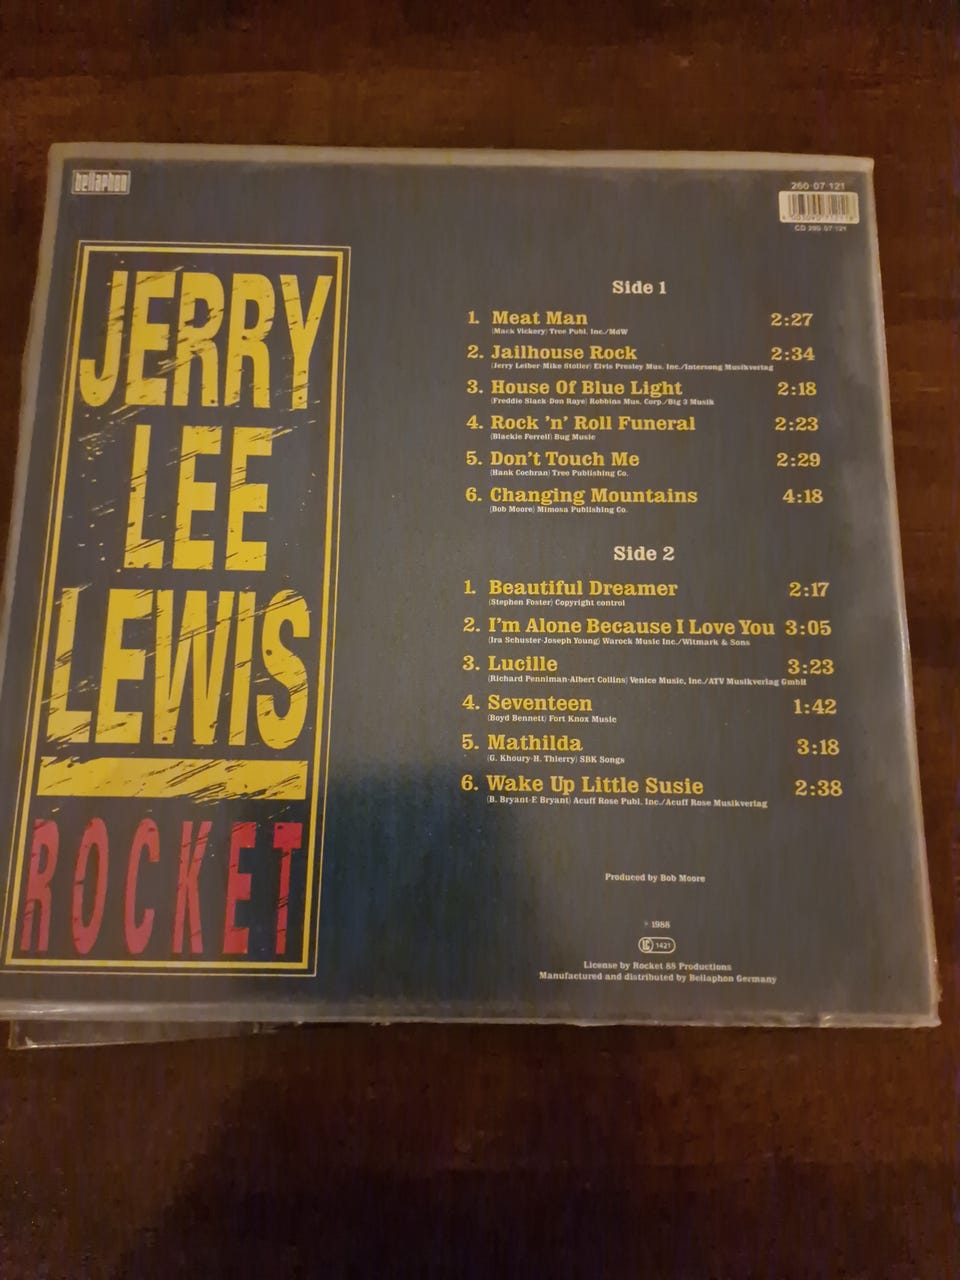 bellaphon
260·07·121
CD 260·07·121
JERRY
LEE
LEWIS
ROCKET
Side 1
1. Meat Man 2:27
(Mack Vickery) Tree Publ. Inc./MdW
2. Jailhouse Rock 2:34
(Jerry Leiber-Mike Stoller) Elvis Presley Mus. Inc./Intersong Musikverlag
3. House Of Blue Light 2:18
(Freddie Slack-Don Raye) Robbins Mus. Corp./Big 3 Musik
4. Rock 'n' Roll Funeral 2:23
(Blackie Ferrell) Bug Music
5. Don't Touch Me 2:29
(Hank Cochran) Tree Publishing Co.
6. Changing Mountains 4:18
(Bob Moore) Mimosa Publishing Co.
Side 2
1. Beautiful Dreamer 2:17
(Stephen Foster) Copyright control
2. I'm Alone Because I Love You 3:05
(Ira Schuster-Joseph Young) Warock Music Inc./Witmark & Sons
3. Lucille 3:23
(Richard Penniman-Albert Collins) Venice Music, Inc./ATV Musikverlag GmbH
4. Seventeen 1:42
(Boyd Bennett) Fort Knox Music
5. Mathilda 3:18
(G. Khoury-H. Thierry) SBK Songs
6. Wake Up Little Susie 2:38
(B. Bryant-F. Bryant) Acuff Rose Publ. Inc./Acuff Rose Musikverlag
Produced by Bob Moore
1988
LC 1421
License by Rocket 88 Productions
Manufactured and distributed by Bellaphon Germany